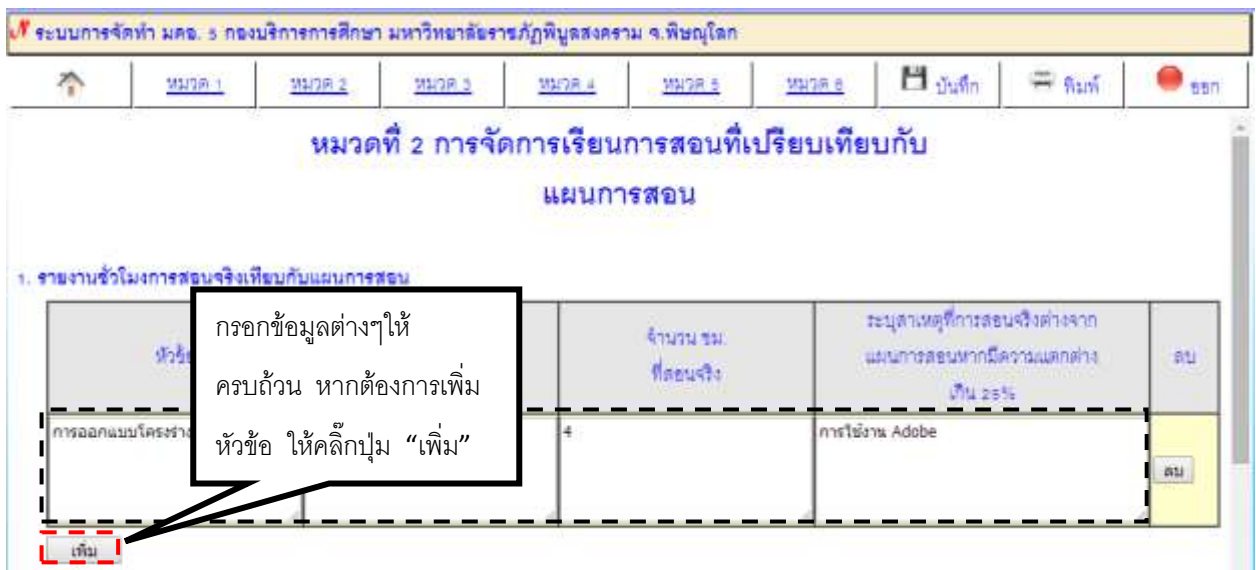 ระบบการจัดทำ มคอ. 5 กองบริการการศึกษา มหาวิทยาลัยราชภัฏพิบูลสงคราม จ.พิษณุโลก
หมวด 1 หมวด 2 หมวด 3 หมวด 4 หมวด 5 หมวด 6 บันทึก พิมพ์ ออก
หมวดที่ 2 การจัดการเรียนการสอนที่เปรียบเทียบกับ
แผนการสอน
1. รายงานชั่วโมงการสอนจริงเทียบกับแผนการสอน
กรอกข้อมูลต่างๆให้
ครบถ้วน หากต้องการเพิ่ม
หัวข้อ ให้คลิ๊กปุ่ม “เพิ่ม”
จำนวน ชม.
ที่สอนจริง
ระบุสาเหตุที่การสอนจริงต่างจาก
แผนการสอนหากมีความแตกต่าง
เกิน 25%
ลบ
การออกแบบโครงร่าง
4
การใช้งาน Adobe
ลบ
เพิ่ม